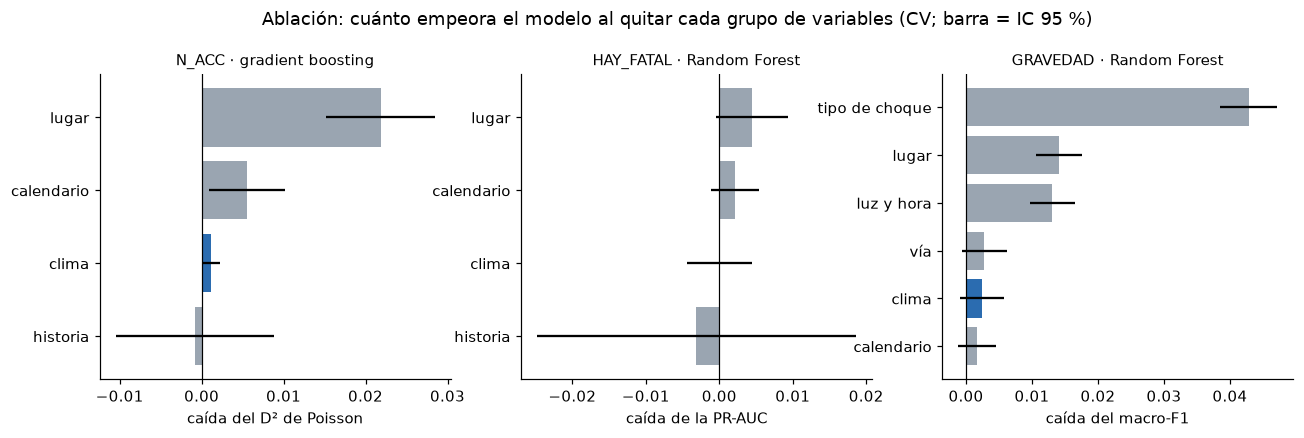 Ablación: cuánto empeora el modelo al quitar cada grupo de variables (CV; barra = IC 95 %)
N_ACC · gradient boosting
lugar
calendario
clima
historia
−0.01 0.00 0.01 0.02 0.03
caída del D² de Poisson
HAY_FATAL · Random Forest
lugar
calendario
clima
historia
−0.02 −0.01 0.00 0.01 0.02
caída de la PR-AUC
GRAVEDAD · Random Forest
tipo de choque
lugar
luz y hora
vía
clima
calendario
0.00 0.01 0.02 0.03 0.04
caída del macro-F1